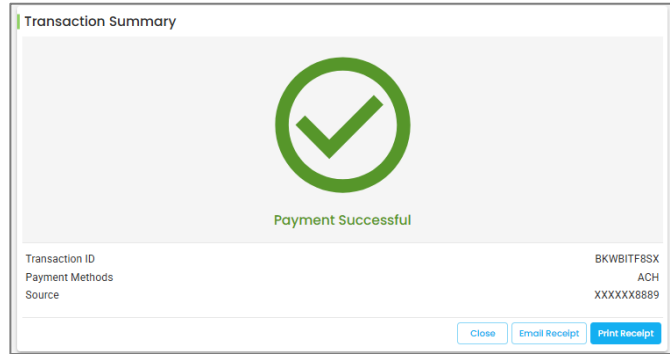 Transaction Summary
Payment Successful
Transaction ID BKWBITF8SX
Payment Methods ACH
Source XXXXXX8889
Close Email Receipt Print Receipt